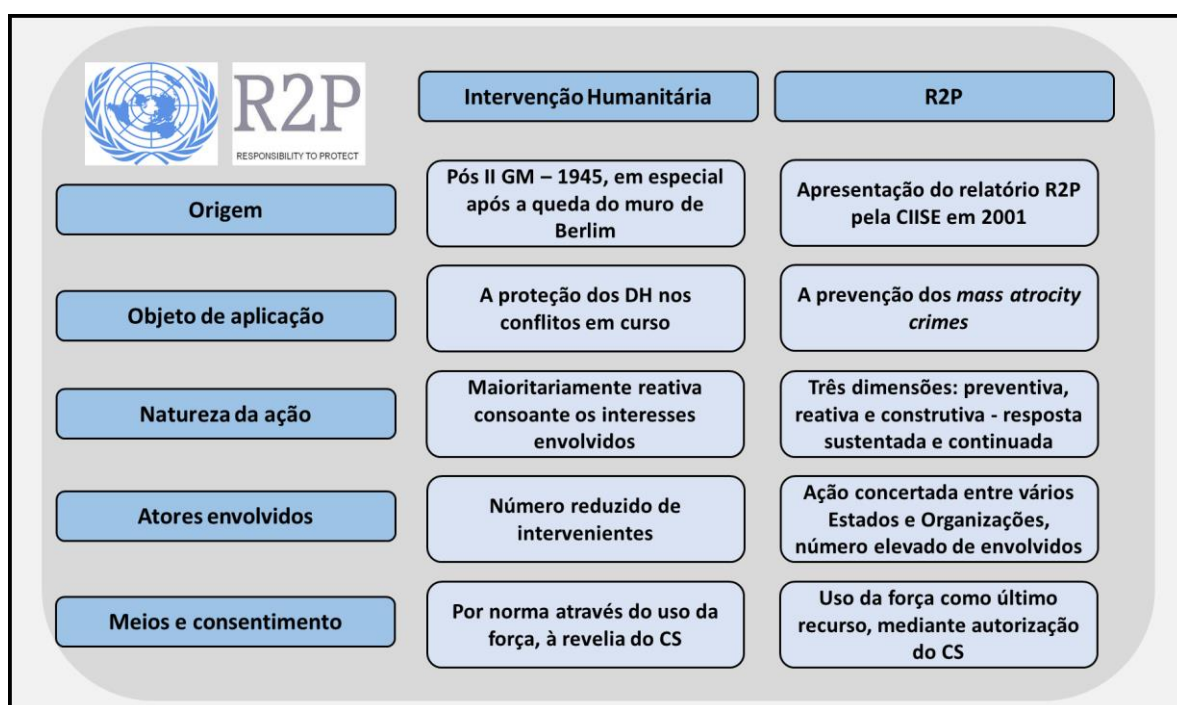 R2P
RESPONSIBILITY TO PROTECT
Intervenção Humanitária
R2P
Origem
Pós II GM – 1945, em especial
após a queda do muro de
Berlim
Apresentação do relatório R2P
pela CIISE em 2001
Objeto de aplicação
A proteção dos DH nos
conflitos em curso
A prevenção dos mass atrocity
crimes
Natureza da ação
Maioritariamente reativa
consoante os interesses
envolvidos
Três dimensões: preventiva,
reativa e construtiva - resposta
sustentada e continuada
Atores envolvidos
Número reduzido de
intervenientes
Ação concertada entre vários
Estados e Organizações,
número elevado de envolvidos
Meios e consentimento
Por norma através do uso da
força, à revelia do CS
Uso da força como último
recurso, mediante autorização
do CS